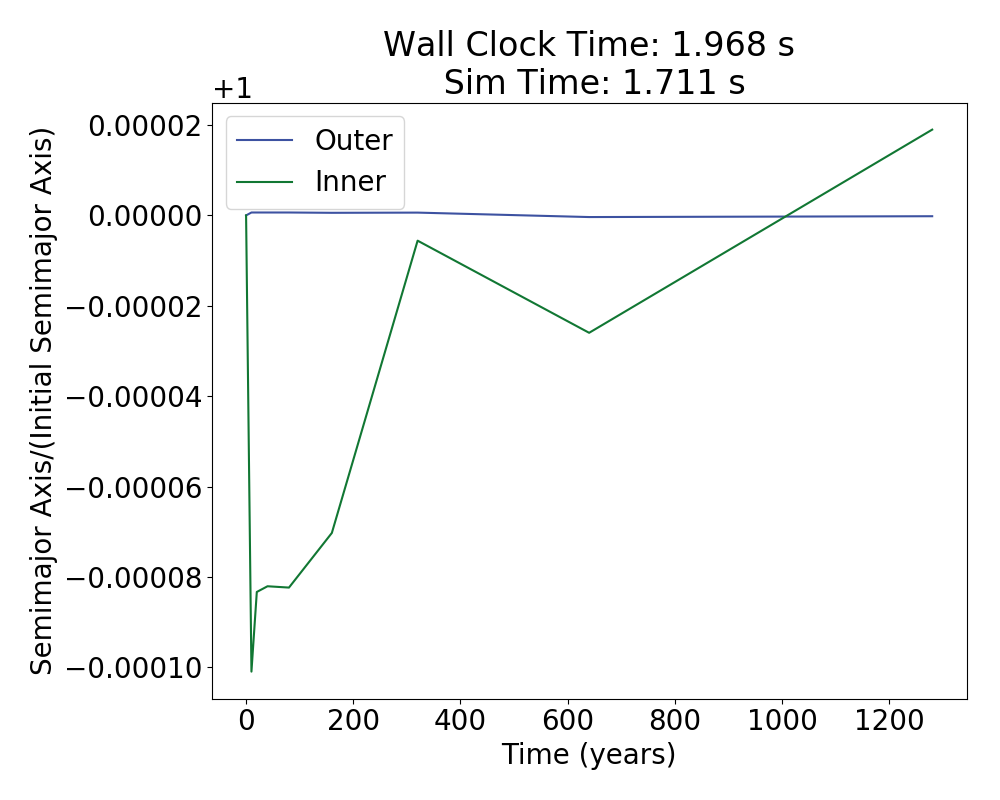 Wall Clock Time: 1.968 s
Sim Time: 1.711 s
+1
Outer
Inner
0.00002
0.00000
−0.00002
−0.00004
−0.00006
−0.00008
−0.00010
Semimajor Axis/(Initial Semimajor Axis)
0 200 400 600 800 1000 1200
Time (years)